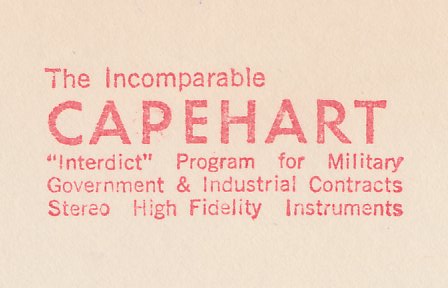 The Incomparable
CAPEHART
"Interdict" Program for Military
Government & Industrial Contracts
Stereo High Fidelity Instruments